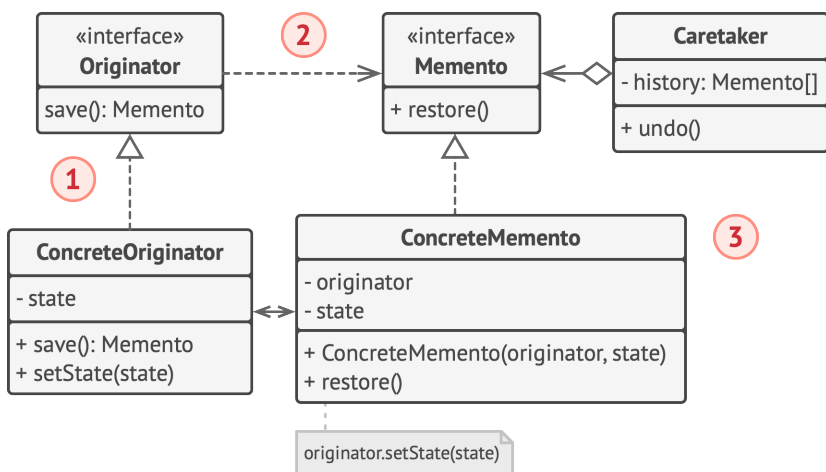 «interface»
Originator
save(): Memento
2
«interface»
Memento
+ restore()
Caretaker
- history: Memento[]
+ undo()
1
ConcreteOriginator
- state
+ save(): Memento
+ setState(state)
ConcreteMemento
- originator
- state
+ ConcreteMemento(originator, state)
+ restore()
3
originator.setState(state)